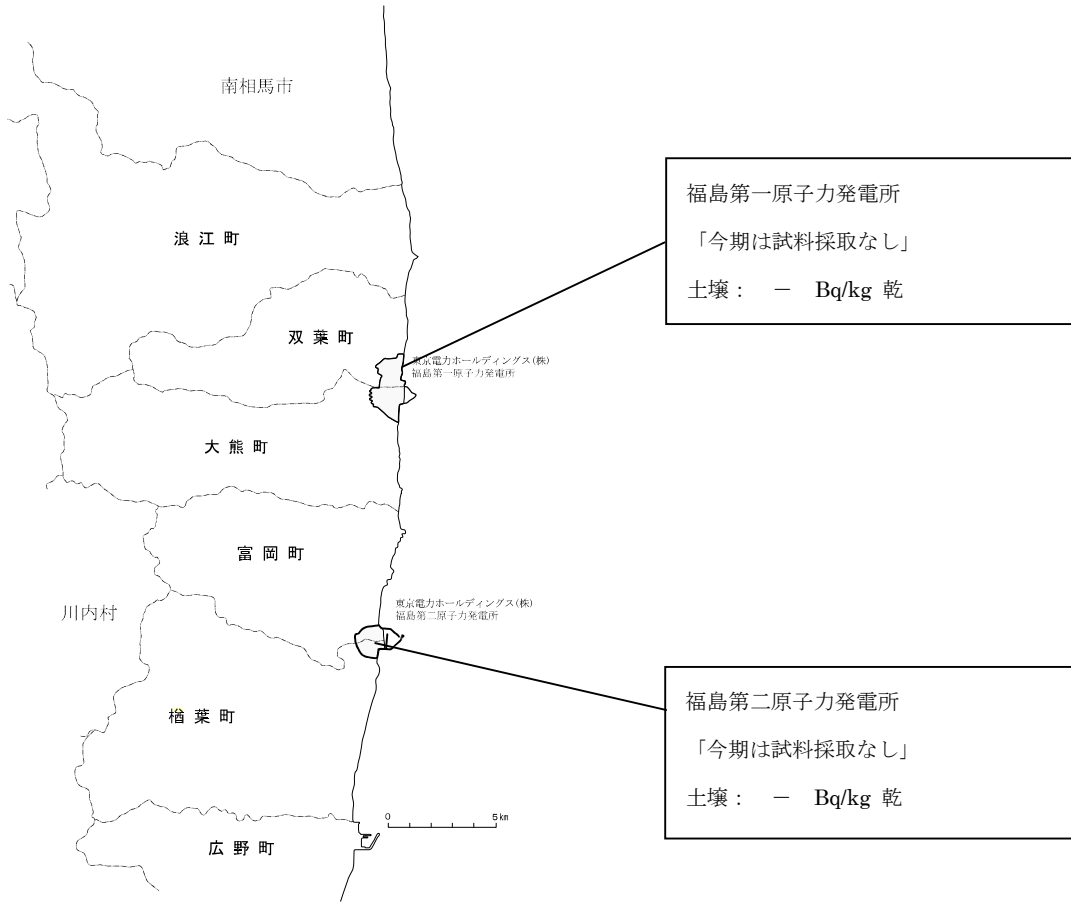 南相馬市
福島第一原子力発電所
「今期は試料採取なし」
土壌： － Bq/kg 乾
浪 江 町
双 葉 町
東京電力ホールディングス(株)
福島第一原子力発電所
大 熊 町
富 岡 町
川内村
東京電力ホールディングス(株)
福島第二原子力発電所
福島第二原子力発電所
「今期は試料採取なし」
土壌： － Bq/kg 乾
楢 葉 町
0 5km
広 野 町